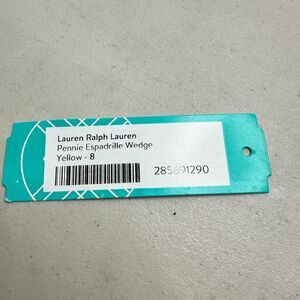 Lauren Ralph Lauren
Pennie Espadrille Wedge
Yellow - 8
285691290